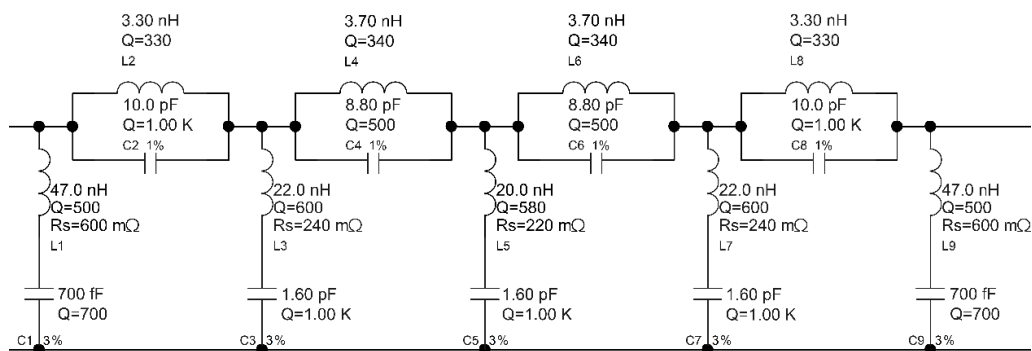 3.30 nH
Q=330
L2
10.0 pF
Q=1.00 K
C2 1%
3.70 nH
Q=340
L4
8.80 pF
Q=500
C4 1%
3.70 nH
Q=340
L6
8.80 pF
Q=500
C6 1%
3.30 nH
Q=330
L8
10.0 pF
Q=1.00 K
C8 1%
47.0 nH
Q=500
Rs=600 mΩ
L1
22.0 nH
Q=600
Rs=240 mΩ
L3
20.0 nH
Q=580
Rs=220 mΩ
L5
22.0 nH
Q=600
Rs=240 mΩ
L7
47.0 nH
Q=500
Rs=600 mΩ
L9
700 fF
Q=700
C1 3%
1.60 pF
Q=1.00 K
C3 3%
1.60 pF
Q=1.00 K
C5 3%
1.60 pF
Q=1.00 K
C7 3%
700 fF
Q=700
C9 3%